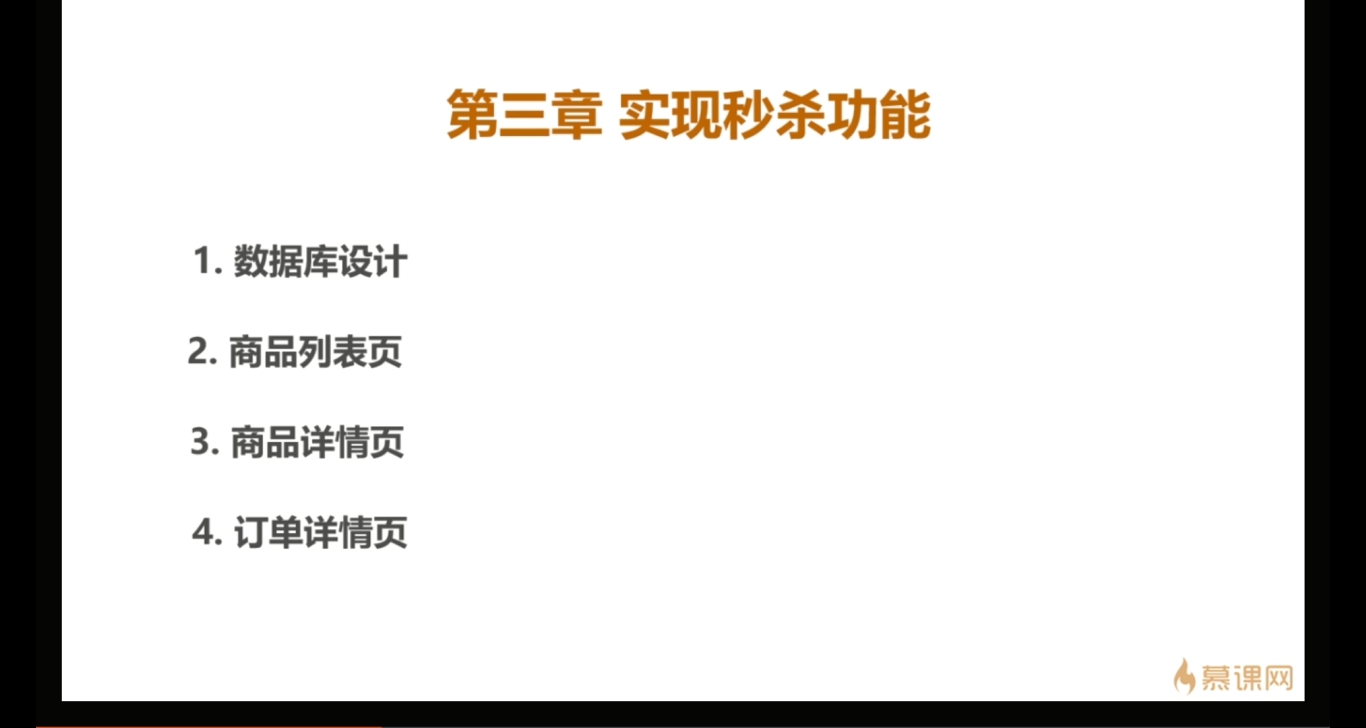 第三章 实现秒杀功能
1. 数据库设计
2. 商品列表页
3. 商品详情页
4. 订单详情页
慕课网